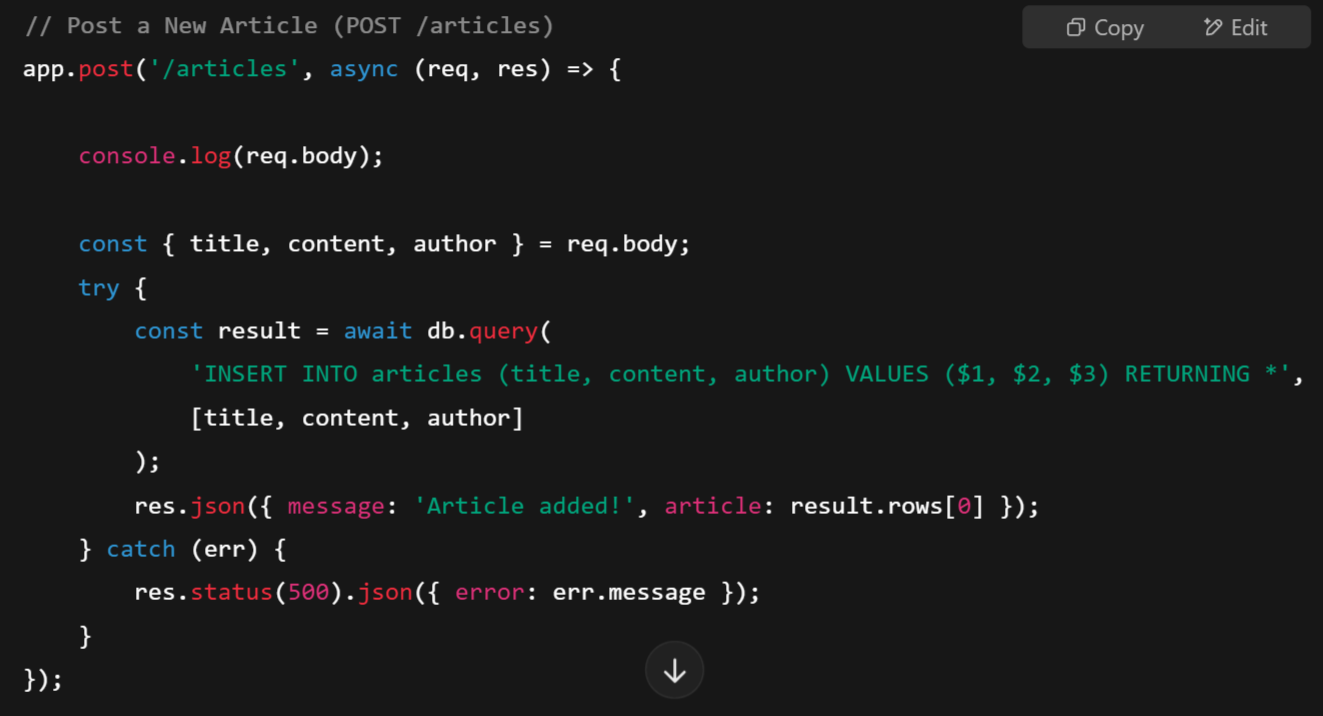 // Post a New Article (POST /articles)
Copy Edit
app.post('/articles', async (req, res) => {
console.log(req.body);
const { title, content, author } = req.body;
try {
const result = await db.query(
'INSERT INTO articles (title, content, author) VALUES ($1, $2, $3) RETURNING *',
[title, content, author]
);
res.json({ message: 'Article added!', article: result.rows[0] });
} catch (err) {
res.status(500).json({ error: err.message });
}
});